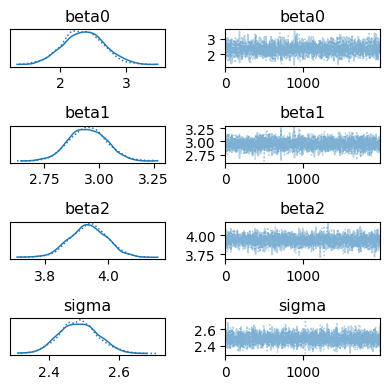 beta0 beta0
3
2
2 3 0 1000
beta1 beta1
3.25
3.00
2.75
2.75 3.00 3.25 0 1000
beta2 beta2
4.00
3.75
3.8 4.0 0 1000
sigma sigma
2.6
2.4
2.4 2.6 0 1000